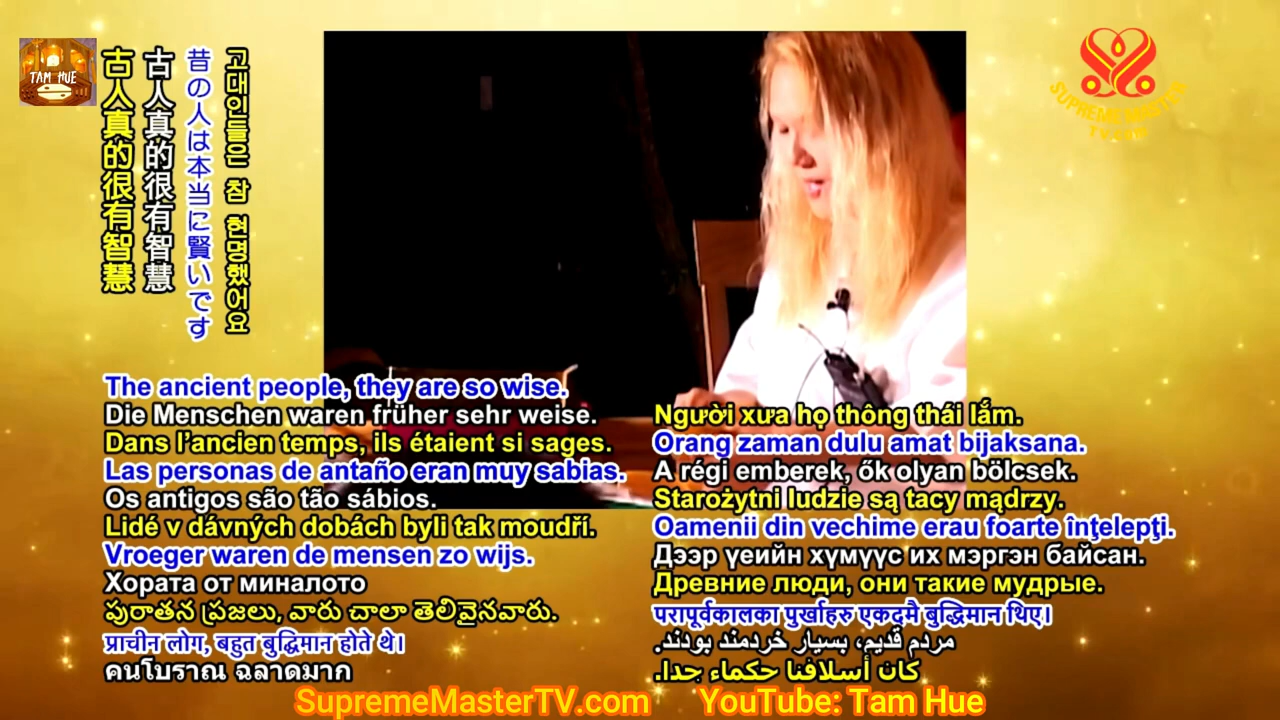 TAM HUE
古人真的很有智慧
古人真的很有智慧
昔の人は本当に賢いです
고대인들은 참 현명했어요
SUPREME MASTER
TV.com
The ancient people, they are so wise.
Die Menschen waren früher sehr weise.
Dans l’ancien temps, ils étaient si sages.
Las personas de antaño eran muy sabias.
Os antigos são tão sábios.
Lidé v dávných dobách byli tak moudří.
Vroeger waren de mensen zo wijs.
Хората от миналото
పురాతన ప్రజలు, వారు చాలా తెలివైనవారు.
प्राचीन लोग, बहुत बुद्धिमान होते थे।
คนโบราณ ฉลาดมาก
Người xưa họ thông thái lắm.
Orang zaman dulu amat bijaksana.
A régi emberek, ők olyan bölcsek.
Starożytni ludzie są tacy mądrzy.
Oamenii din vechime erau foarte înţelepţi.
Дээр үеийн хүмүүс их мэргэн байсан.
Древние люди, они такие мудрые.
परापूर्वकालका पुर्खाहरु एकदमै बुद्धिमान थिए।
مردم قدیم، بسیار خردمند بودند.
كان أسلافنا حكماء جدا.
SupremeMasterTV.com YouTube: Tam Hue